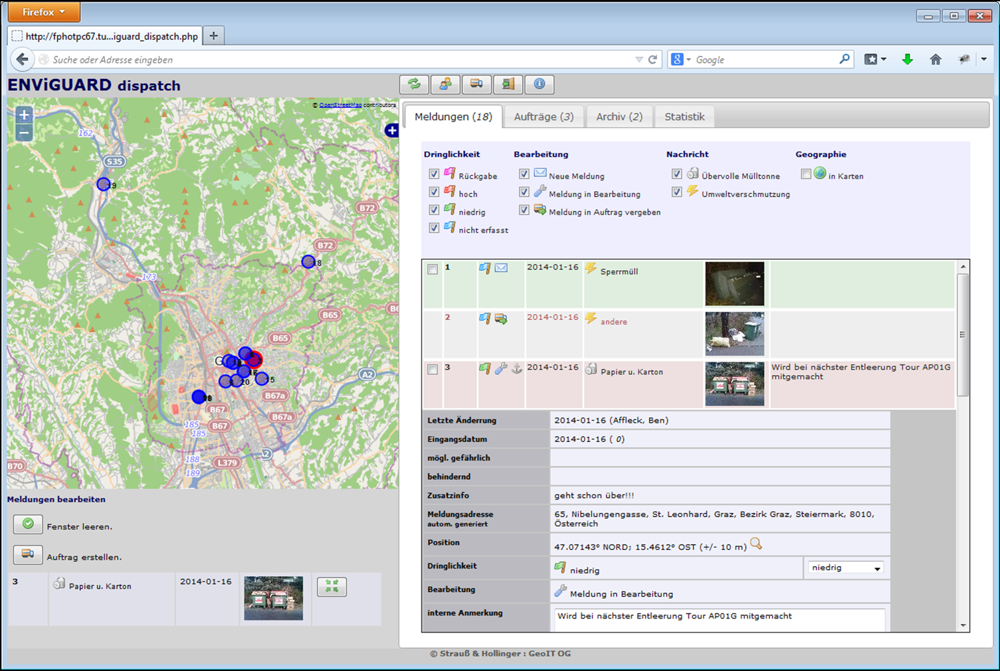 Firefox
http://fphotpc67.tu...iguard_dispatch.php
Suche oder Adresse eingeben
Google
ENViGUARD dispatch
© OpenStreetMap contributors
162
S35
19
B72
B72
18
173
B65
B65
G
15
20
A2
B67a
B67
B67a
B67
185
185
2
188
L379
189
B70
Meldungen (18)
Aufträge (3)
Archiv (2)
Statistik
Dringlichkeit
Bearbeitung
Nachricht
Geographie
Rückgabe
Neue Meldung
Übervolle Mülltonne
in Karten
hoch
Meldung in Bearbeitung
Umweltverschmutzung
niedrig
Meldung in Auftrag vergeben
nicht erfasst
1 2014-01-16 Sperrmüll
2 2014-01-16 andere
3 2014-01-16 Papier u. Karton Wird bei nächster Entleerung Tour AP01G
mitgemacht
Letzte Änderrung 2014-01-16 (Affleck, Ben)
Eingangsdatum 2014-01-16 ( 0)
mögl. gefährlich
behindernd
Zusatzinfo geht schon über!!!
Meldungsadresse 65, Nibelungengasse, St. Leonhard, Graz, Bezirk Graz, Steiermark, 8010,
autom. generiert Österreich
Position 47.07143° NORD; 15.4612° OST (+/- 10 m)
Dringlichkeit niedrig niedrig
Bearbeitung Meldung in Bearbeitung
interne Anmerkung Wird bei nächster Entleerung Tour AP01G mitgemacht
Meldungen bearbeiten
Fenster leeren.
Auftrag erstellen.
3 Papier u. Karton 2014-01-16
© Strauß & Hollinger : GeoIT OG